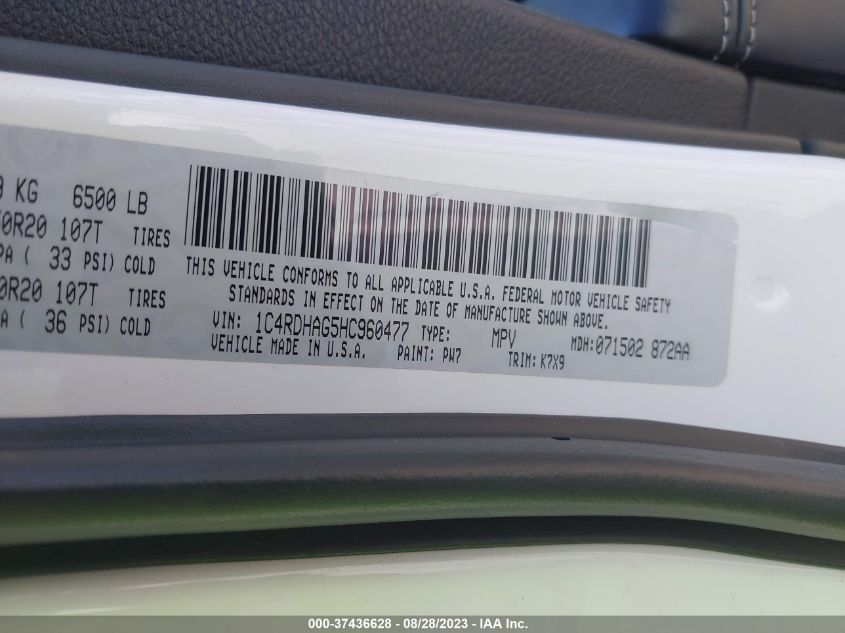 KG 6500 LB
0R20 107T TIRES
PA ( 33 PSI) COLD
0R20 107T TIRES
A ( 36 PSI) COLD
THIS VEHICLE CONFORMS TO ALL APPLICABLE U.S.A. FEDERAL MOTOR VEHICLE SAFETY
STANDARDS IN EFFECT ON THE DATE OF MANUFACTURE SHOWN ABOVE.
VIN: 1C4RDHAG5HC960477 TYPE: MPV MDH:071502 872AA
VEHICLE MADE IN U.S.A. PAINT: PW7 TRIM: K7X9
000-37436628 - 08/28/2023 - IAA Inc.